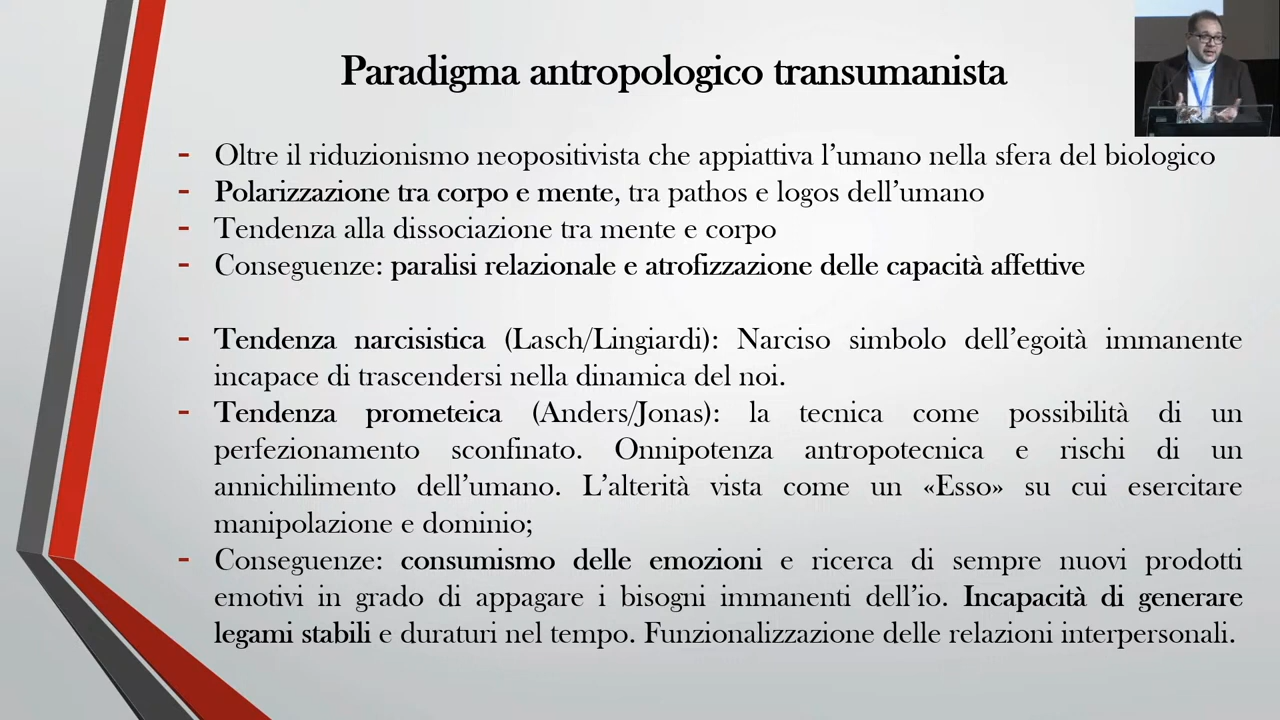 Paradigma antropologico transumanista
- Oltre il riduzionismo neopositivista che appiattiva l’umano nella sfera del biologico
- Polarizzazione tra corpo e mente, tra pathos e logos dell’umano
- Tendenza alla dissociazione tra mente e corpo
- Conseguenze: paralisi relazionale e atrofizzazione delle capacità affettive
- Tendenza narcisistica (Lasch/Lingiardi): Narciso simbolo dell’egoità immanente
incapace di trascendersi nella dinamica del noi.
- Tendenza prometeica (Anders/Jonas): la tecnica come possibilità di un
perfezionamento sconfinato. Onnipotenza antropotecnica e rischi di un
annichilimento dell’umano. L’alterità vista come un «Esso» su cui esercitare
manipolazione e dominio;
- Conseguenze: consumismo delle emozioni e ricerca di sempre nuovi prodotti
emotivi in grado di appagare i bisogni immanenti dell’io. Incapacità di generare
legami stabili e duraturi nel tempo. Funzionalizzazione delle relazioni interpersonali.